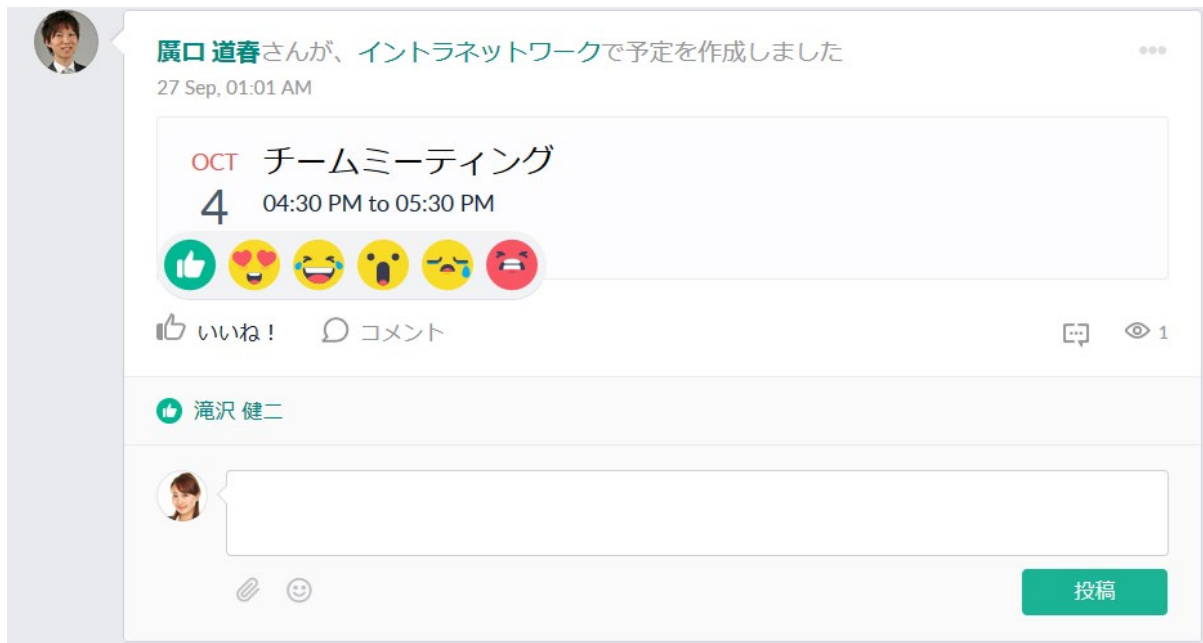 廣口 道春さんが、イントラネットワークで予定を作成しました
27 Sep, 01:01 AM
OCT チームミーティング
4 04:30 PM to 05:30 PM
いいね！ コメント 1
滝沢 健二
投稿